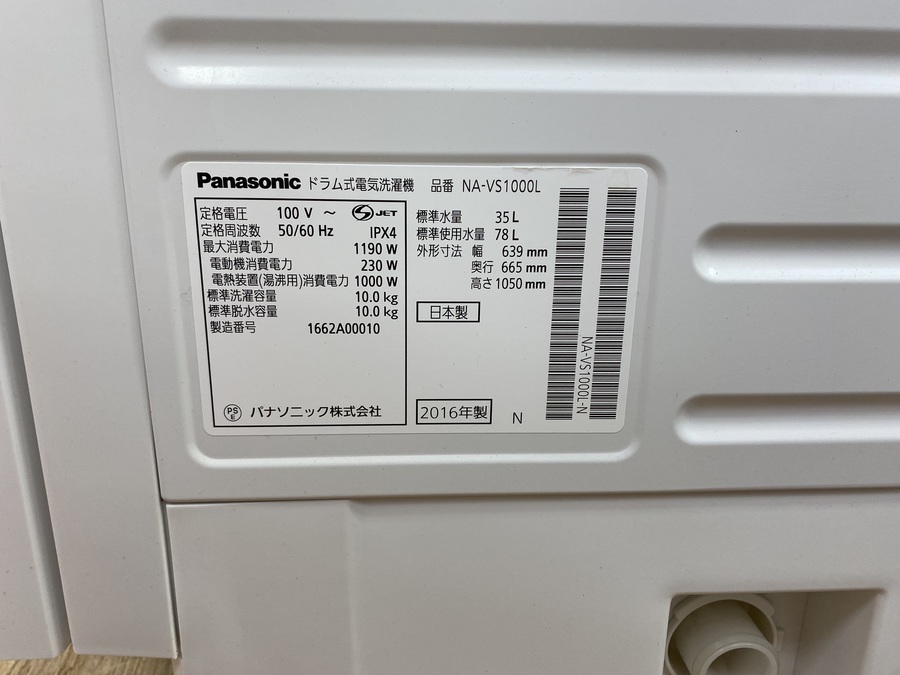 Panasonic ドラム式電気洗濯機 品番 NA-VS1000L
定格電圧 100 V ～ S JET
定格周波数 50/60 Hz IPX4
最大消費電力 1190 W
電動機消費電力 230 W
電熱装置(湯沸用)消費電力 1000 W
標準洗濯容量 10.0 kg
標準脱水容量 10.0 kg
製造番号 1662A00010
PS E パナソニック株式会社
標準水量 35 L
標準使用水量 78 L
外形寸法 幅 639 mm
奥行 665 mm
高さ 1050 mm
日本製
2016年製 N
NA-VS1000L-N